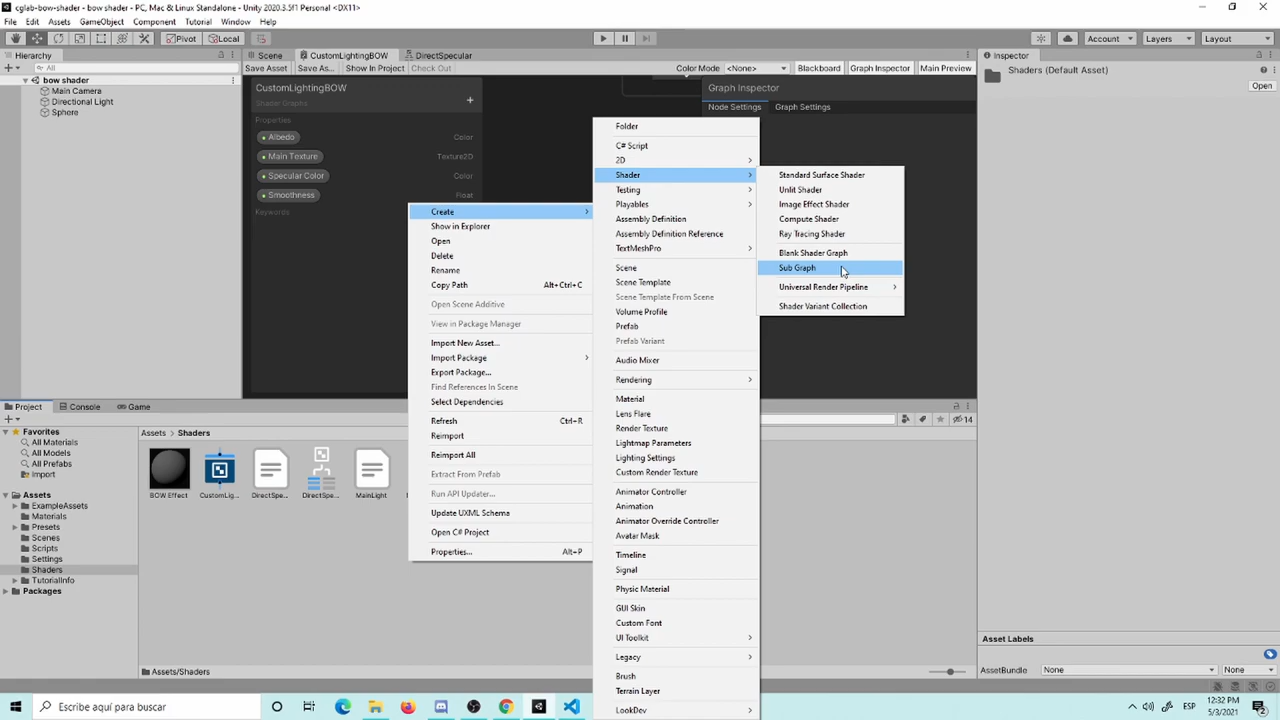 cglab-bow-shader - bow shader - PC, Mac & Linux Standalone - Unity 2020.3.5f1 Personal <DX11>
File Edit Assets GameObject Component Tutorial Window Help
Pivot Local Account Layers Layout
Hierarchy
All
bow shader
Main Camera
Directional Light
Sphere
Scene CustomLightingBOW DirectSpecular
Save Asset Save As... Show In Project Check Out Color Mode <None> Blackboard Graph Inspector Main Preview
CustomLightingBOW
Shader Graphs
Properties
Albedo Color
Main Texture Texture2D
Specular Color Color
Smoothness Float
Keywords
Graph Inspector
Node Settings Graph Settings
Create
Show in Explorer
Open
Delete
Rename
Copy Path Alt+Ctrl+C
Open Scene Additive
View in Package Manager
Import New Asset...
Import Package
Export Package...
Find References In Scene
Select Dependencies
Refresh Ctrl+R
Reimport
Reimport All
Extract From Prefab
Run API Updater...
Update UXML Schema
Open C# Project
Properties... Alt+P
Folder
C# Script
2D
Shader
Testing
Playables
Assembly Definition
Assembly Definition Reference
TextMeshPro
Scene
Scene Template
Scene Template From Scene
Volume Profile
Prefab
Prefab Variant
Audio Mixer
Rendering
Material
Lens Flare
Render Texture
Lightmap Parameters
Lighting Settings
Custom Render Texture
Animator Controller
Animation
Animator Override Controller
Avatar Mask
Timeline
Signal
Physic Material
GUI Skin
Custom Font
UI Toolkit
Legacy
Brush
Terrain Layer
LookDev
Standard Surface Shader
Unlit Shader
Image Effect Shader
Compute Shader
Ray Tracing Shader
Blank Shader Graph
Sub Graph
Universal Render Pipeline
Shader Variant Collection
Inspector
Shaders (Default Asset)
Open
Project Console Game
14
Favorites
All Materials
All Models
All Prefabs
Import
Assets
ExampleAssets
Materials
Presets
Scenes
Scripts
Settings
Shaders
TutorialInfo
Packages
Assets > Shaders
BOW Effect CustomLig... DirectSpe... DirectSpe... MainLight
Assets/Shaders
Asset Labels
AssetBundle None None
Escribe aquí para buscar
ESP
12:32 PM
5/3/2021
2